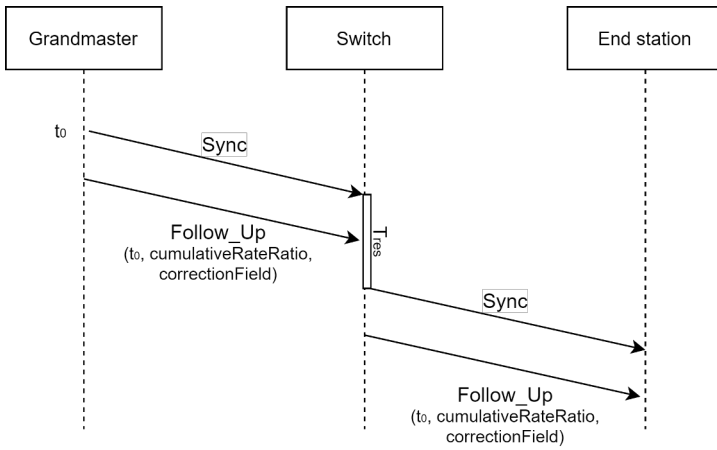 Grandmaster
Switch
End station
t₀
Sync
Follow_Up
(t₀, cumulativeRateRatio,
correctionField)
Tres
Sync
Follow_Up
(t₀, cumulativeRateRatio,
correctionField)